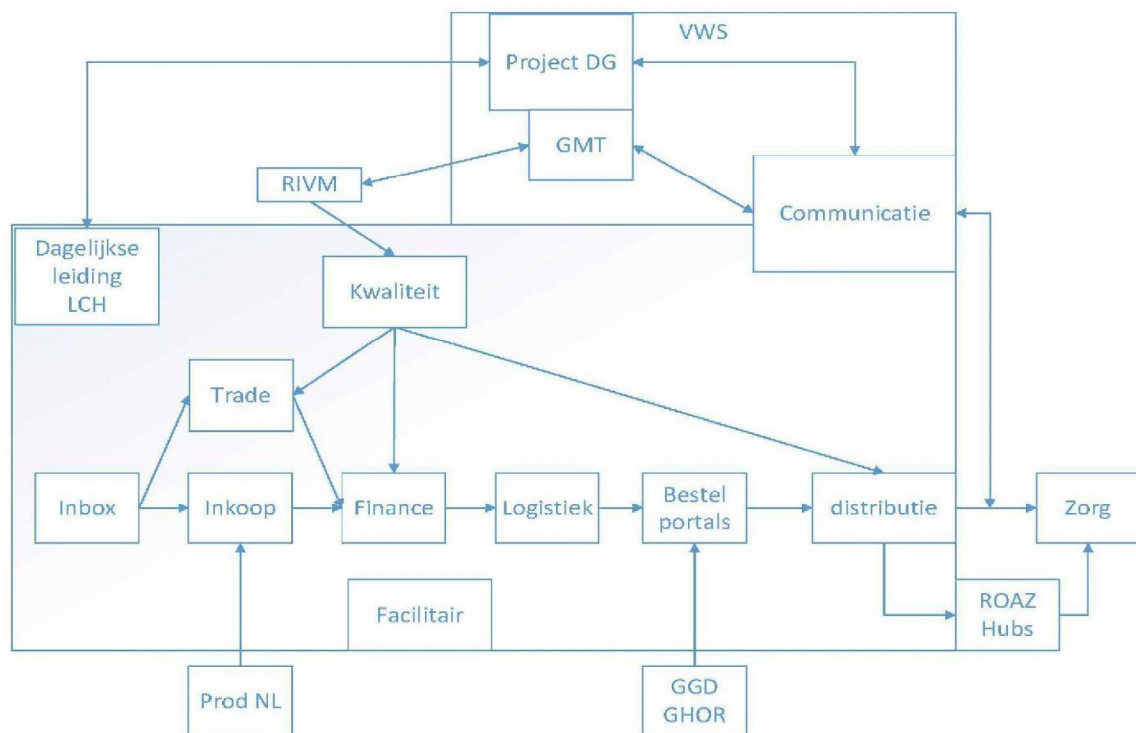 VWS
Project DG
GMT
RIVM
Communicatie
Dagelijkse
leiding
LCH
Kwaliteit
Trade
Inbox
Inkoop
Finance
Logistiek
Bestel
portals
distributie
Zorg
Facilitair
ROAZ
Hubs
Prod NL
GGD
GHOR